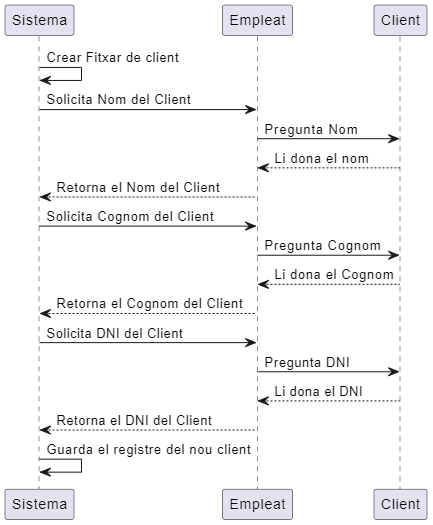 Sistema Empleat Client
Crear Fitxar de client
Solicita Nom del Client
Pregunta Nom
Li dona el nom
Retorna el Nom del Client
Solicita Cognom del Client
Pregunta Cognom
Li dona el Cognom
Retorna el Cognom del Client
Solicita DNI del Client
Pregunta DNI
Li dona el DNI
Retorna el DNI del Client
Guarda el registre del nou client
Sistema Empleat Client